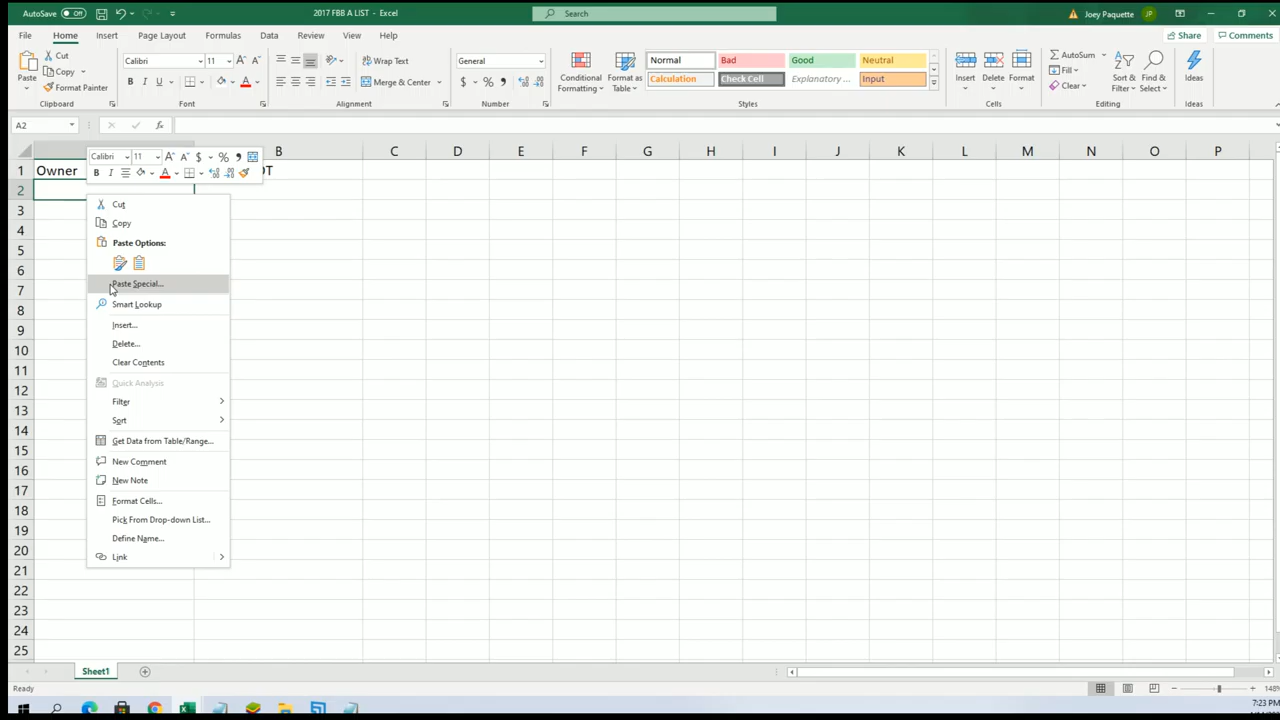 AutoSave Off 2017 FBB A LIST - Excel Search Joey Paquette JP
File Home Insert Page Layout Formulas Data Review View Help Share Comments
Paste Cut Copy Format Painter Clipboard
Calibri 11 B I U A Font
Wrap Text Merge & Center Alignment
General $ % Number
Conditional Formatting Format as Table Normal Bad Good Neutral
Calculation Check Cell Explanary ... Input Styles
Insert Delete Format Cells
AutoSum Fill Clear Sort & Filter Find & Select Editing
Ideas Ideas
A2 fx
B C D E F G H I J K L M N O P
Calibri 11 A A $ %
B I A
1 Owner
2
3
4
5
6
7
8
9
10
11
12
13
14
15
16
17
18
19
20
21
22
23
24
25
Cut
Copy
Paste Options:
Paste Special...
Smart Lookup
Insert...
Delete...
Clear Contents
Quick Analysis
Filter
Sort
Get Data from Table/Range...
New Comment
New Note
Format Cells...
Pick From Drop-down List...
Define Name...
Link
Sheet1
Ready 148%
7:23 PM